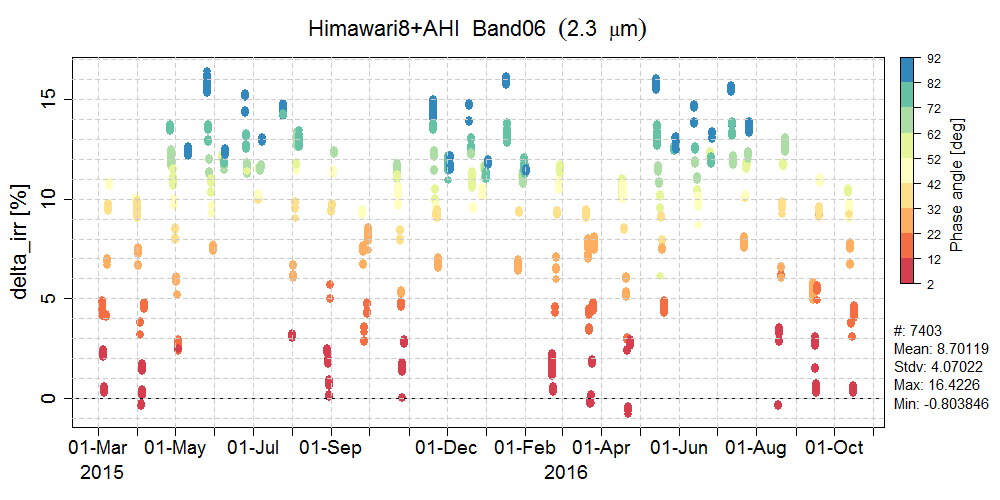 Himawari8+AHI Band06 (2.3 μm)
delta_irr [%]
15
10
5
0
01-Mar 01-May 01-Jul 01-Sep 01-Dec 01-Feb 01-Apr 01-Jun 01-Aug 01-Oct
2015 2016
92
82
72
62
52
42
32
22
12
2
Phase angle [deg]
#: 7403
Mean: 8.70119
Stdv: 4.07022
Max: 16.4226
Min: -0.803846